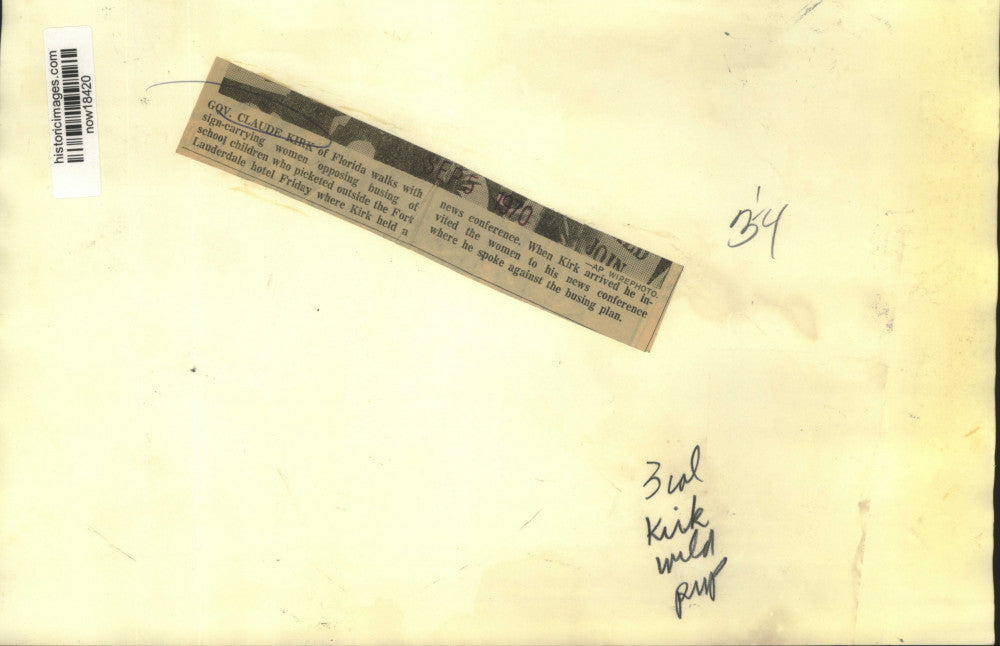 historicimages.com
now18420
GOV. CLAUDE KIRK of Florida walks with
sign-carrying women opposing busing of
school children who picketed outside the Fort
Lauderdale hotel Friday where Kirk held a
SEP 5 1970
JOIN
—AP WIREPHOTO.
news conference. When Kirk arrived he in-
vited the women to his news conference
where he spoke against the busing plan.
3 col
Kirk
wild